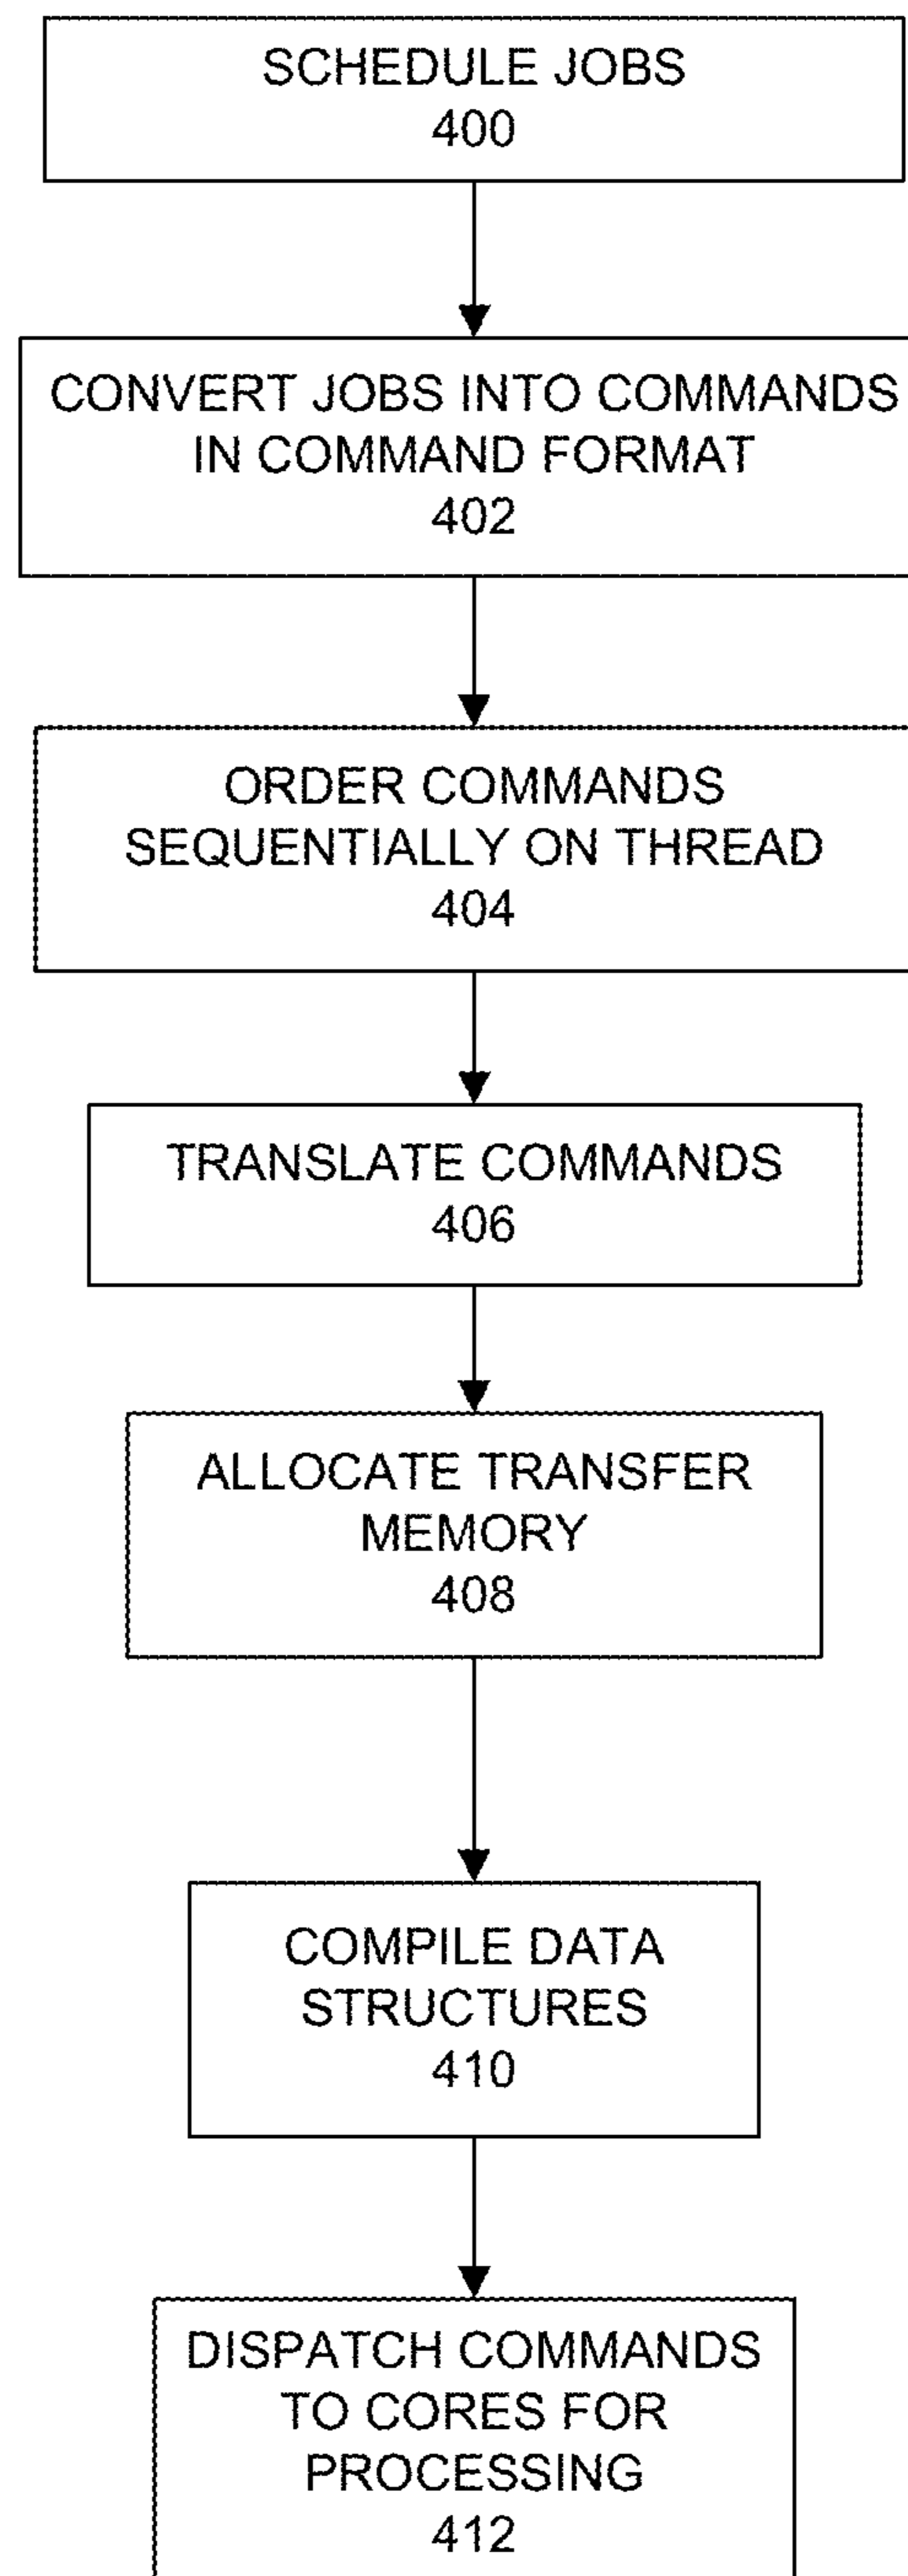 SCHEDULE JOBS
400
CONVERT JOBS INTO COMMANDS
IN COMMAND FORMAT
402
ORDER COMMANDS
SEQUENTIALLY ON THREAD
404
TRANSLATE COMMANDS
406
ALLOCATE TRANSFER
MEMORY
408
COMPILE DATA
STRUCTURES
410
DISPATCH COMMANDS
TO CORES FOR
PROCESSING
412